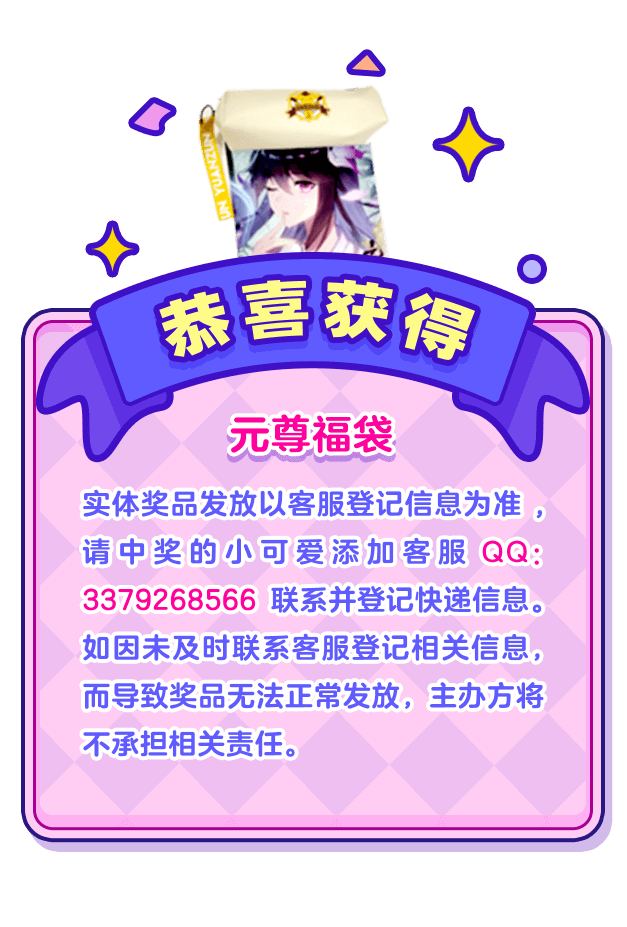 UN YUANZUN
恭喜获得
元尊福袋
实体奖品发放以客服登记信息为准，
请中奖的小可爱添加客服 QQ：
3379268566 联系并登记快递信息。
如因未及时联系客服登记相关信息，
而导致奖品无法正常发放，主办方将
不承担相关责任。